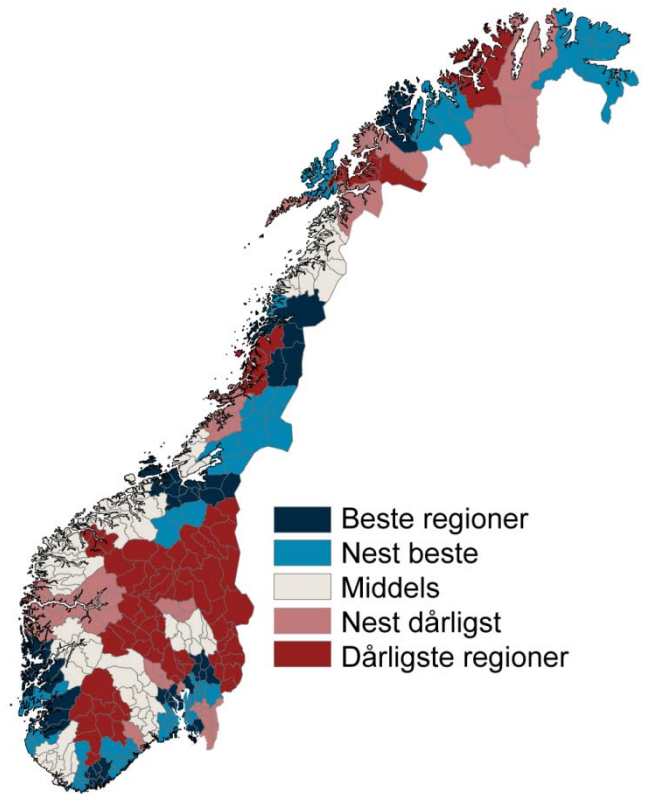 Beste regioner
Nest beste
Middels
Nest dårligst
Dårligste regioner